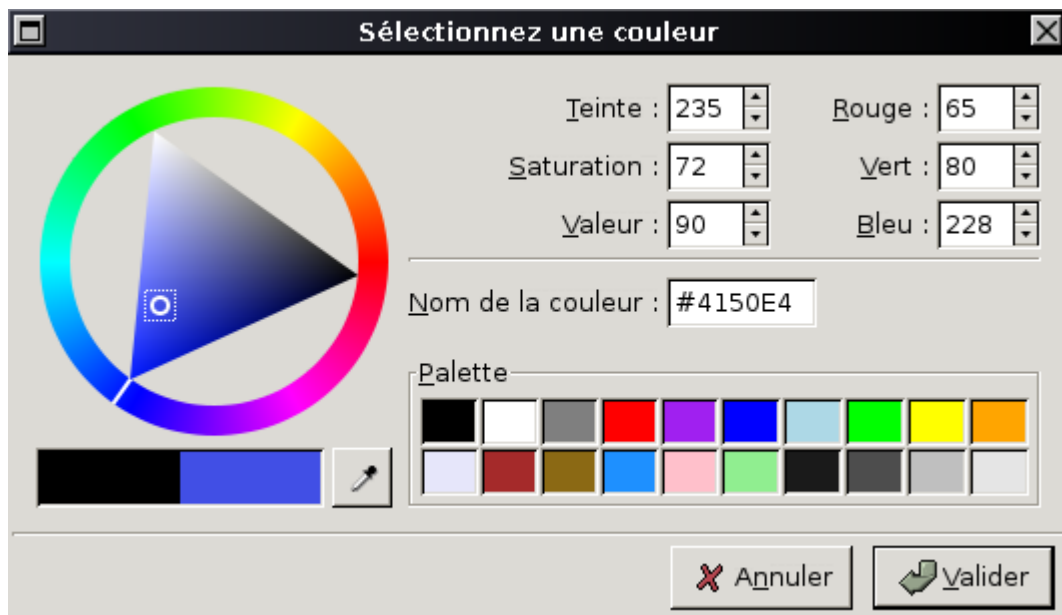 Sélectionnez une couleur
Teinte : 235 Rouge : 65
Saturation : 72 Vert : 80
Valeur : 90 Bleu : 228
Nom de la couleur : #4150E4
Palette
Annuler Valider